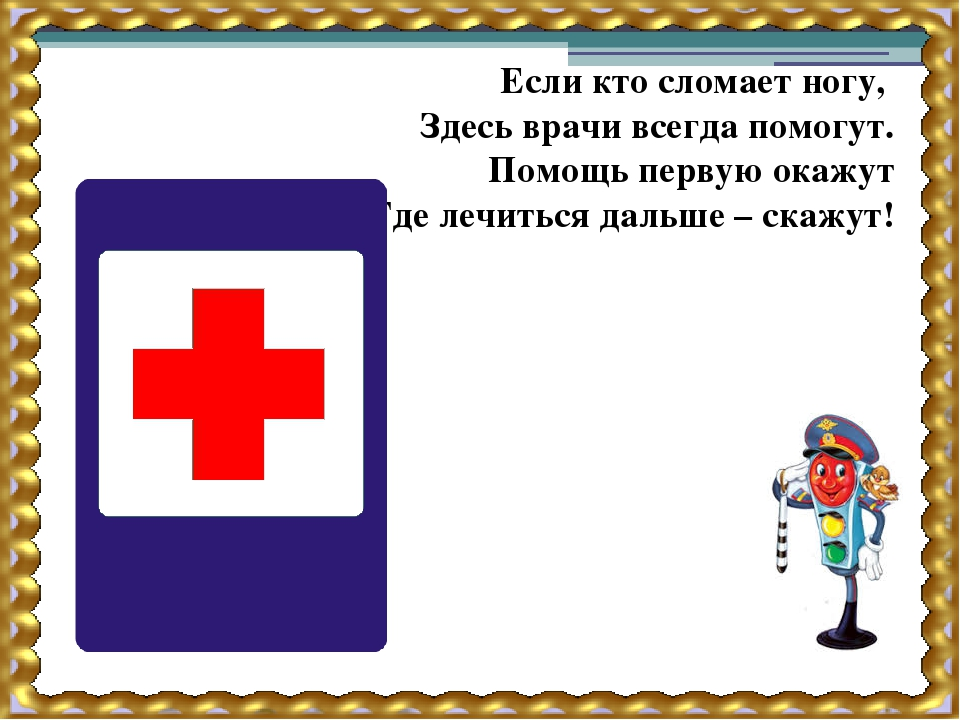 Если кто сломает ногу,
Здесь врачи всегда помогут.
Помощь первую окажут
Где лечиться дальше – скажут!